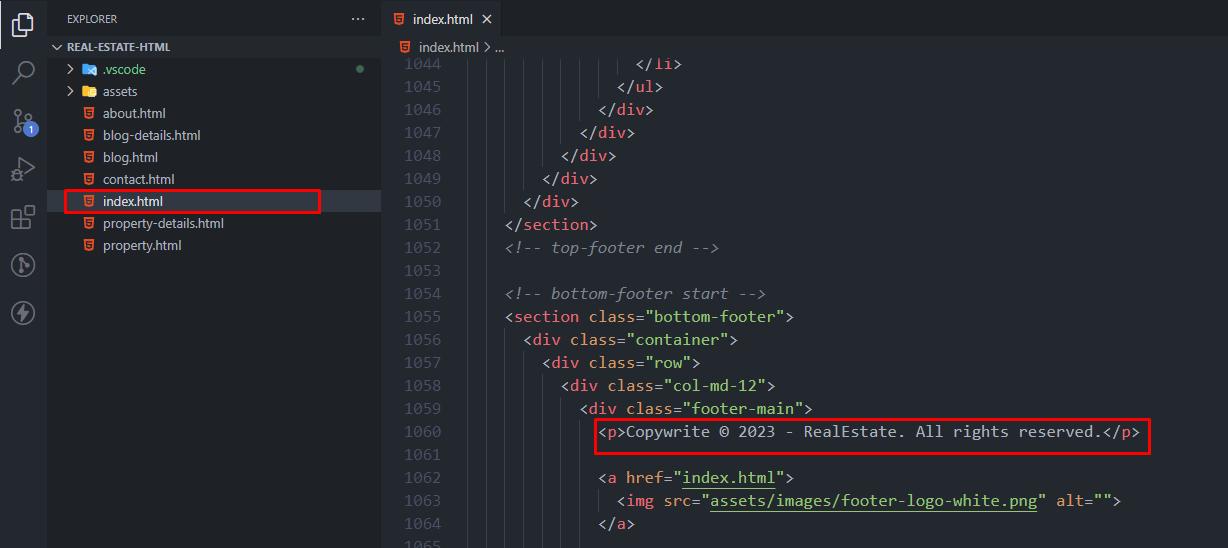 EXPLORER
...
REAL-ESTATE-HTML
.vscode
assets
about.html
blog-details.html
blog.html
contact.html
index.html
property-details.html
property.html
1
index.html
index.html > ...
1044 </li>
1045 </ul>
1046 </div>
1047 </div>
1048 </div>
1049 </div>
1050 </div>
1051 </section>
1052 <!-- top-footer end -->
1053
1054 <!-- bottom-footer start -->
1055 <section class="bottom-footer">
1056 <div class="container">
1057 <div class="row">
1058 <div class="col-md-12">
1059 <div class="footer-main">
1060 <p>Copywrite © 2023 - RealEstate. All rights reserved.</p>
1061
1062 <a href="index.html">
1063 <img src="assets/images/footer-logo-white.png" alt="">
1064 </a>
1065